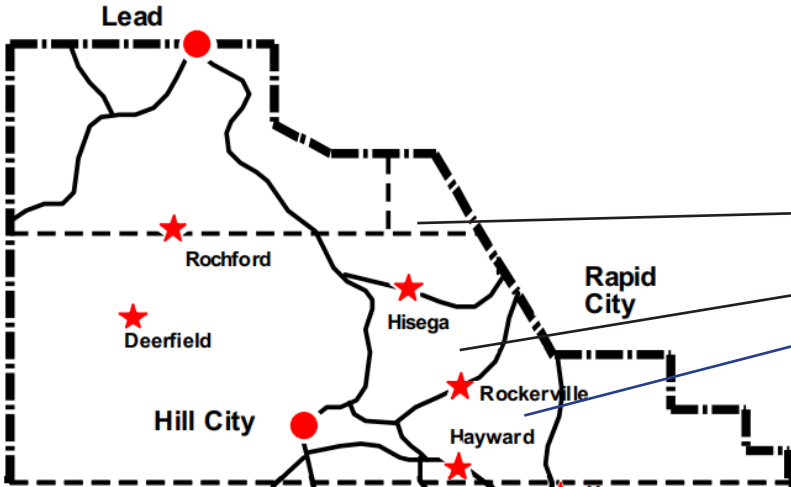 Lead
Rochford
Rapid
City
Hisega
Deerfield
Rockerville
Hill City
Hayward